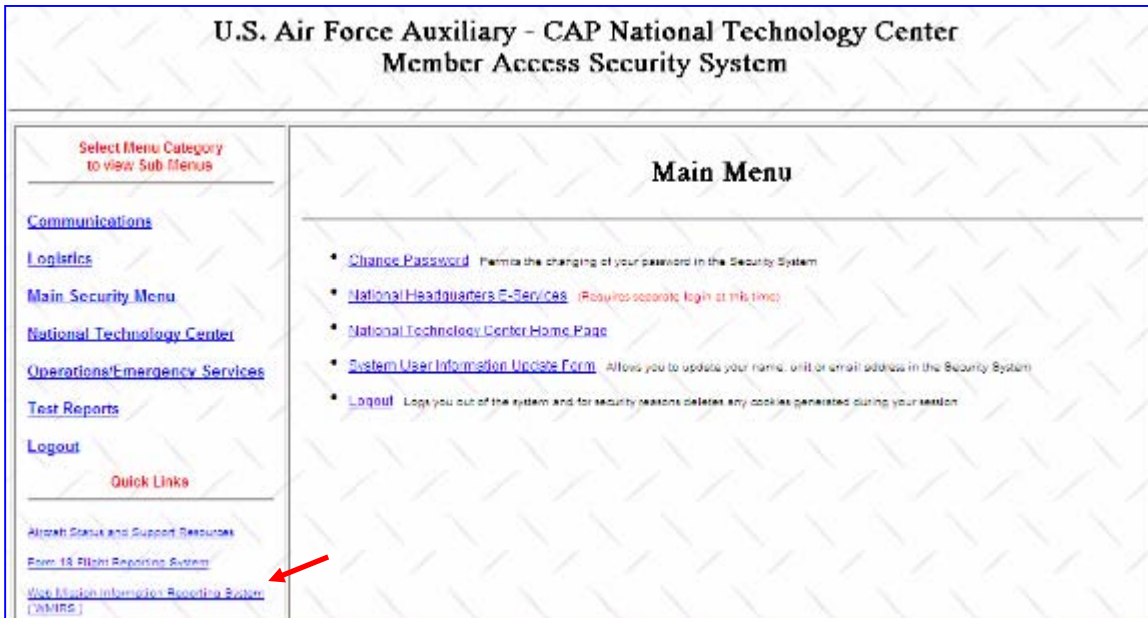 U.S. Air Force Auxiliary - CAP National Technology Center
Member Access Security System
Select Menu Category
to view Sub Menus
Communications
Logistics
Main Security Menu
National Technology Center
Operations/Emergency Services
Test Reports
Logout
Quick Links
Aircraft Status and Support Resources
Form 18 Flight Reporting System
Web Mission Information Reporting System
(WMIRS )
Main Menu
Change Password Permits the changing of your password in the Security System
National Headquarters E-Services (Requires separate login at this time)
National Technology Center Home Page
System User Information Update Form Allows you to update your name, unit or email address in the Security System
Logout Logs you out of the system and for security reasons deletes any cookies generated during your session